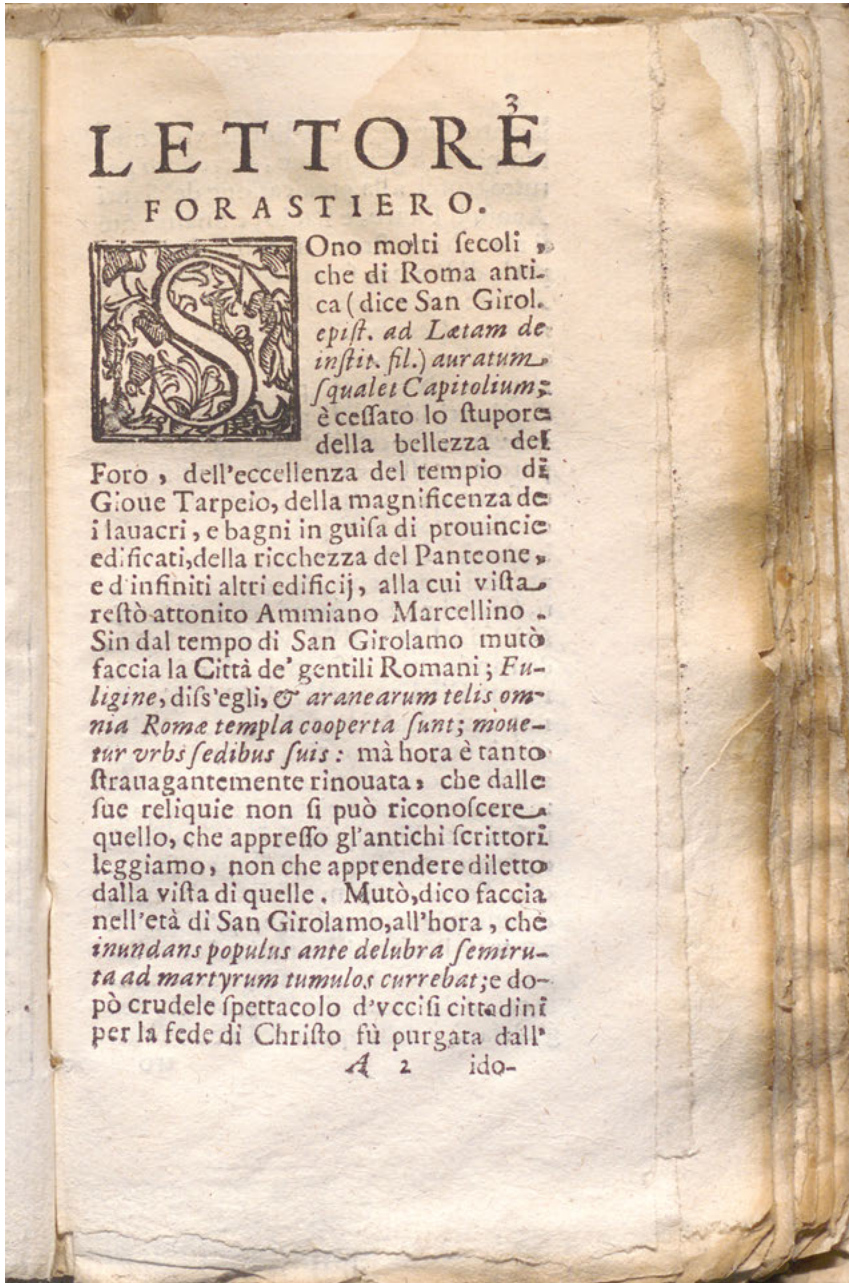 3
LETTORE
FORASTIERO.
SOno molti ſecoli,
che di Roma anti-
ca (dice San Girol.
epiſt. ad Lætam de
inſtit. fil.) auratum
ſqualet Capitolium;
è ceſſato lo ſtupore
della bellezza del
Foro, dell'eccellenza del tempio di
Gioue Tarpeio, della magnificenza de
i lauacri, e bagni in guiſa di prouincie
edificati, della ricchezza del Panteone,
e d'infiniti altri edificij, alla cui viſta
reſtò attonito Ammiano Marcellino.
Sin dal tempo di San Girolamo mutò
faccia la Città de' gentili Romani; Fu-
ligine, diſs'egli, & aranearum telis om-
nia Romæ templa cooperta ſunt; moue-
tur vrbs ſedibus ſuis: mà hora è tanto
ſtrauagantemente rinouata, che dalle
ſue reliquie non ſi può riconoſcere
quello, che appreſſo gl'antichi ſcrittori
leggiamo, non che apprendere diletto
dalla viſta di quelle. Mutò, dico faccia
nell'età di San Girolamo, all'hora, che
inundans populus ante delubra ſemiru-
ta ad martyrum tumulos currebat; e do-
pò crudele ſpettacolo d'vcciſi cittadini
per la fede di Chriſto fù purgata dall'
A 2 ido-